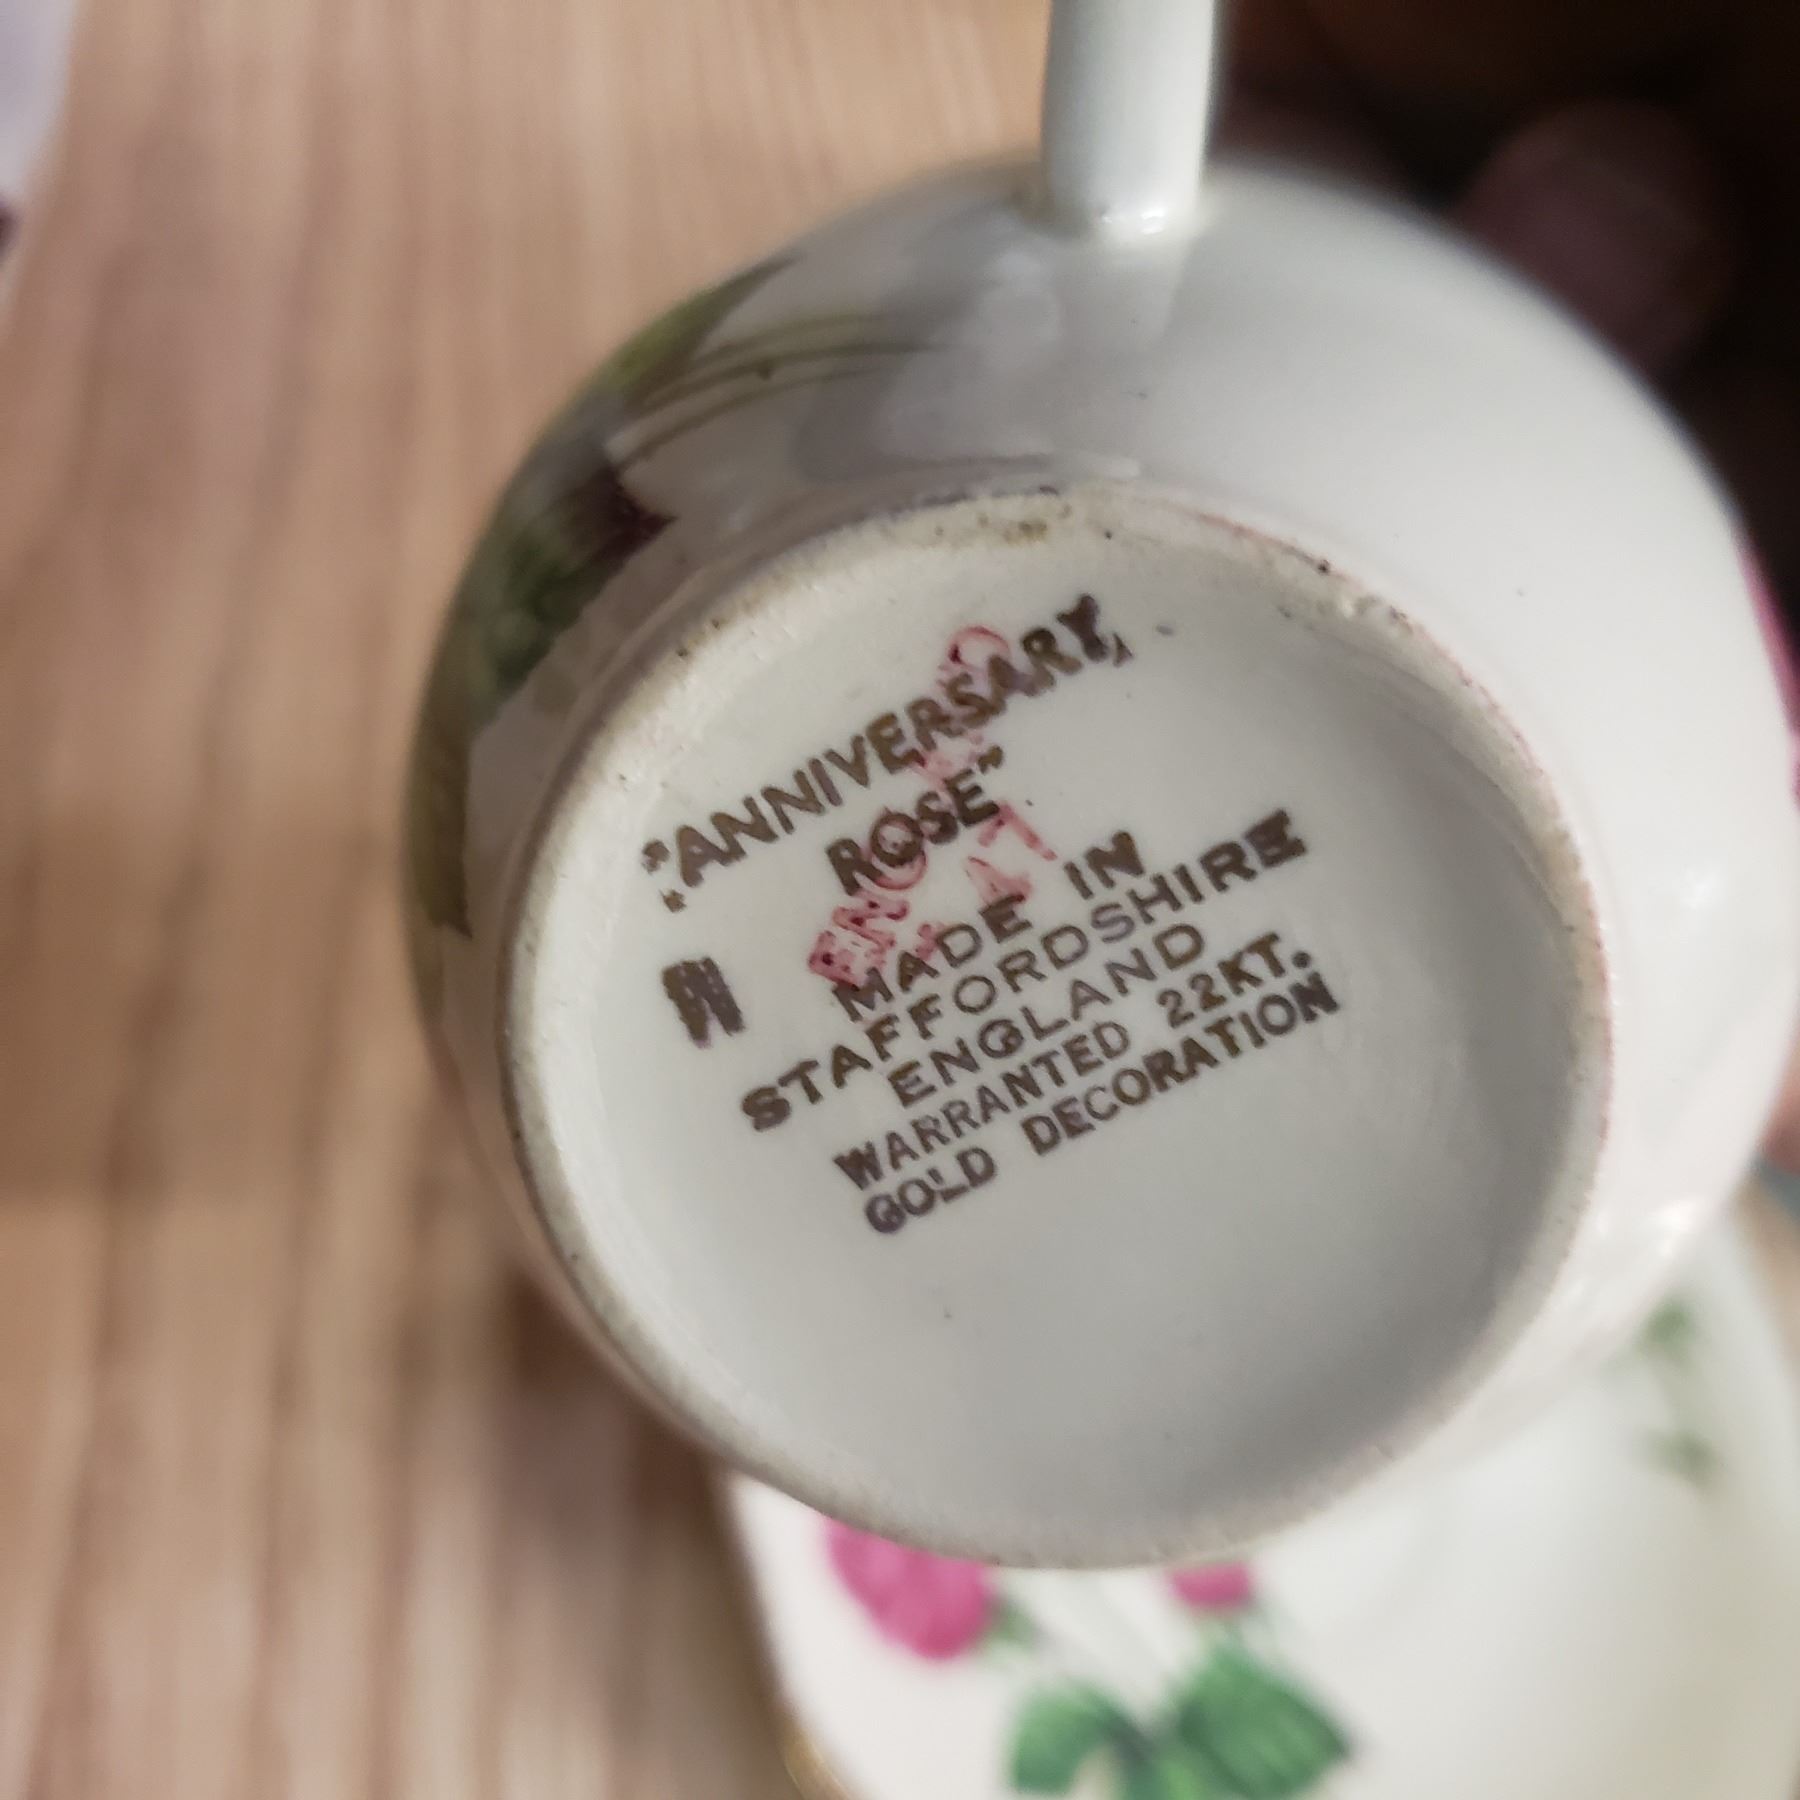 "ANNIVERSARY
ROSE"
MADE IN
STAFFORDSHIRE
ENGLAND
WARRANTED 22KT.
GOLD DECORATION